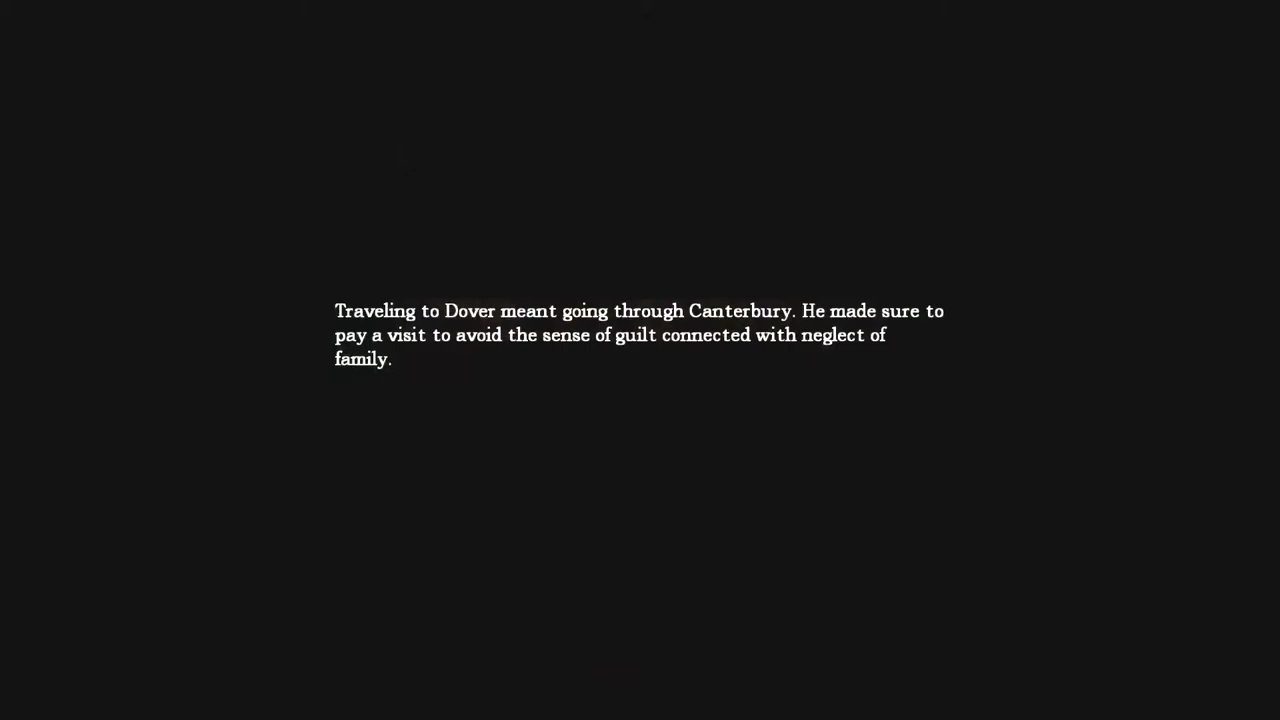 Traveling to Dover meant going through Canterbury. He made sure to
pay a visit to avoid the sense of guilt connected with neglect of
family.